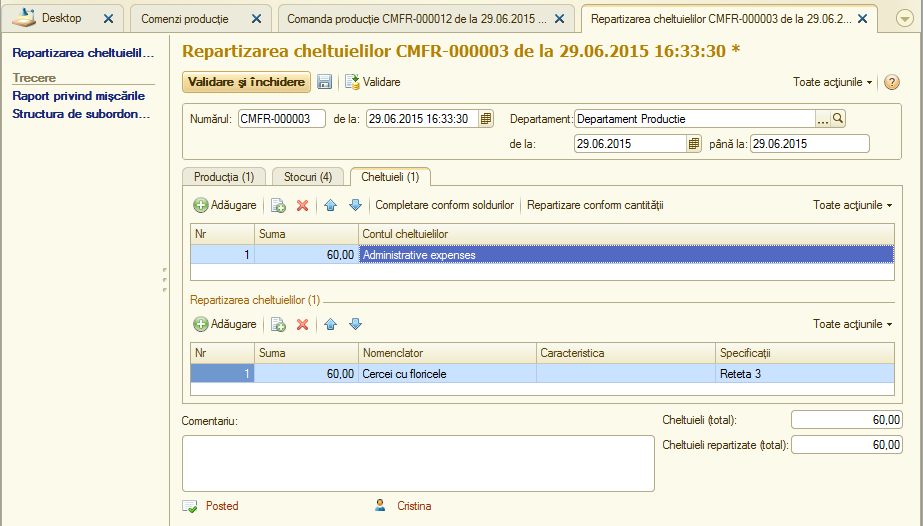 Desktop
Comenzi producție
Comanda producție CMFR-000012 de la 29.06.2015 ...
Repartizarea cheltuielilor CMFR-000003 de la 29.06.2...
Repartizarea cheltuielil...
Trecere
Raport privind mișcările
Structura de subordon...
Repartizarea cheltuielilor CMFR-000003 de la 29.06.2015 16:33:30 *
Validare și închidere
Validare
Toate acțiunile
?
Numărul: CMFR-000003 de la: 29.06.2015 16:33:30 Departament: Departament Productie ...
de la: 29.06.2015 până la: 29.06.2015
Producția (1) Stocuri (4) Cheltuieli (1)
Adăugare Completare conform soldurilor Repartizare conform cantității Toate acțiunile
Nr Suma Contul cheltuielilor
1 60,00 Administrative expenses
Repartizarea cheltuielilor (1)
Adăugare Toate acțiunile
Nr Suma Nomenclator Caracteristica Specificații
1 60,00 Cercei cu floricele Reteta 3
Comentariu:
Cheltuieli (total): 60,00
Cheltuieli repartizate (total): 60,00
Posted Cristina